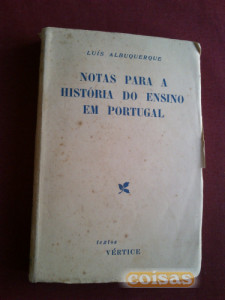 LUÍS ALBUQUERQUE
NOTAS PARA A
HISTÓRIA DO ENSINO
EM PORTUGAL
VÉRTICE
coisas